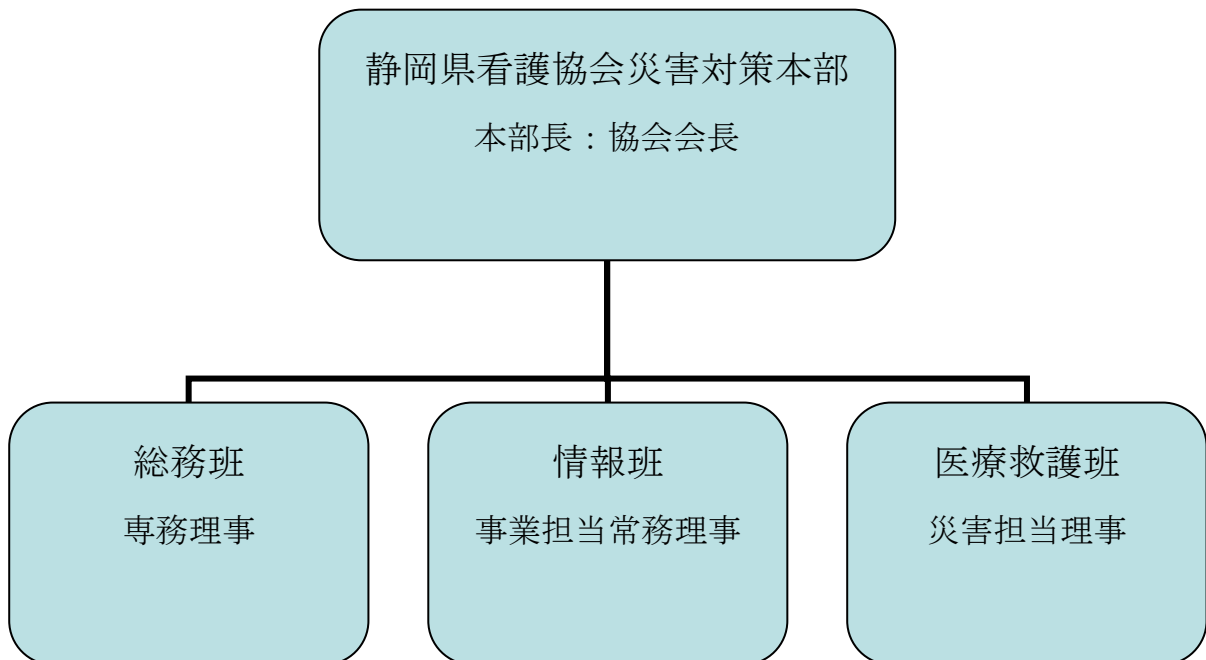 静岡県看護協会災害対策本部
本部長：協会会長
総務班
専務理事
情報班
事業担当常務理事
医療救護班
災害担当理事